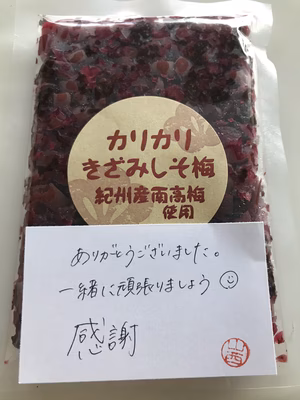 カリカリ
きざみしそ梅
紀州産南高梅
使用
ありがとうございました。
一緒に頑張りましょう
感謝
山西